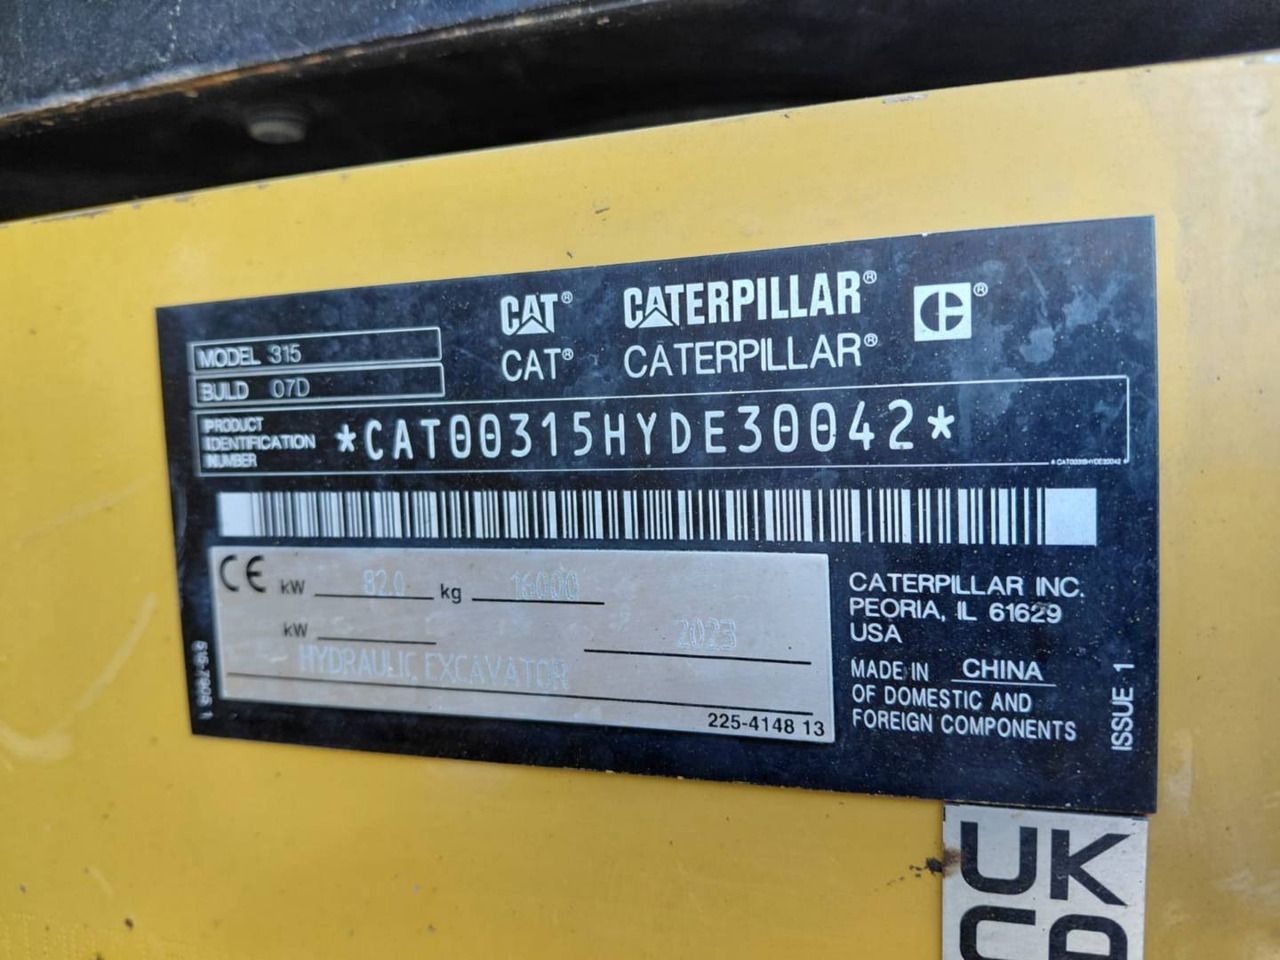 CAT® CATERPILLAR®
CAT® CATERPILLAR®
MODEL 315
BUILD 07D
PRODUCT IDENTIFICATION NUMBER *CAT00315HYDE30042*
*CAT00315HYDE30042*
CE kW 82.0 kg 16000
kW 2023
HYDRAULIC EXCAVATOR
225-4148 13
CATERPILLAR INC.
PEORIA, IL 61629
USA
MADE IN CHINA
OF DOMESTIC AND
FOREIGN COMPONENTS
ISSUE 1
UK
CA